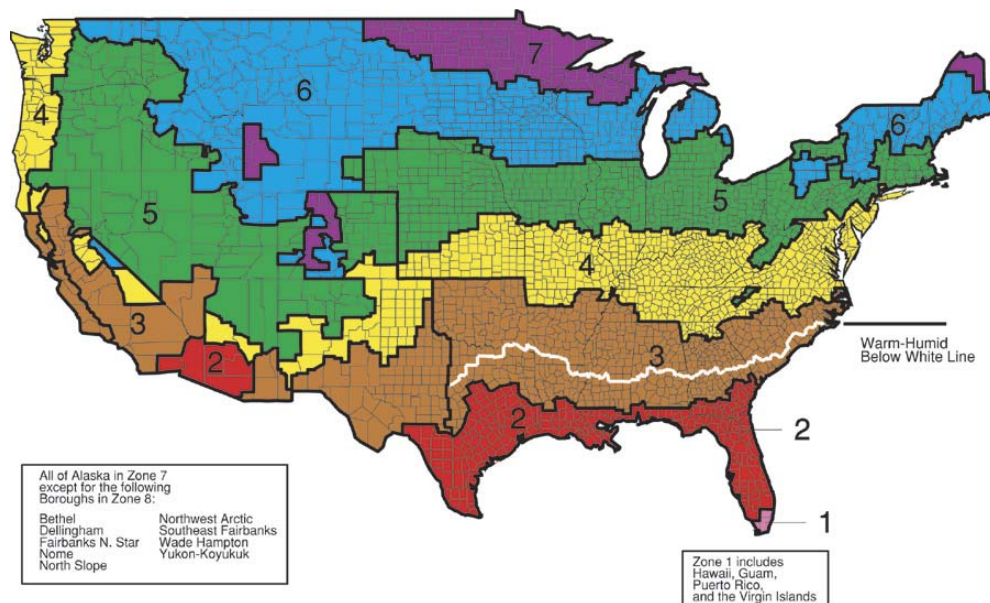 7
6
4
6
5
5
4
3
3
Warm-Humid
Below White Line
2
2
2
1
All of Alaska in Zone 7
except for the following
Boroughs in Zone 8:
Bethel Northwest Arctic
Dellingham Southeast Fairbanks
Fairbanks N. Star Wade Hampton
Nome Yukon-Koyukuk
North Slope
Zone 1 includes
Hawaii, Guam,
Puerto Rico,
and the Virgin Islands